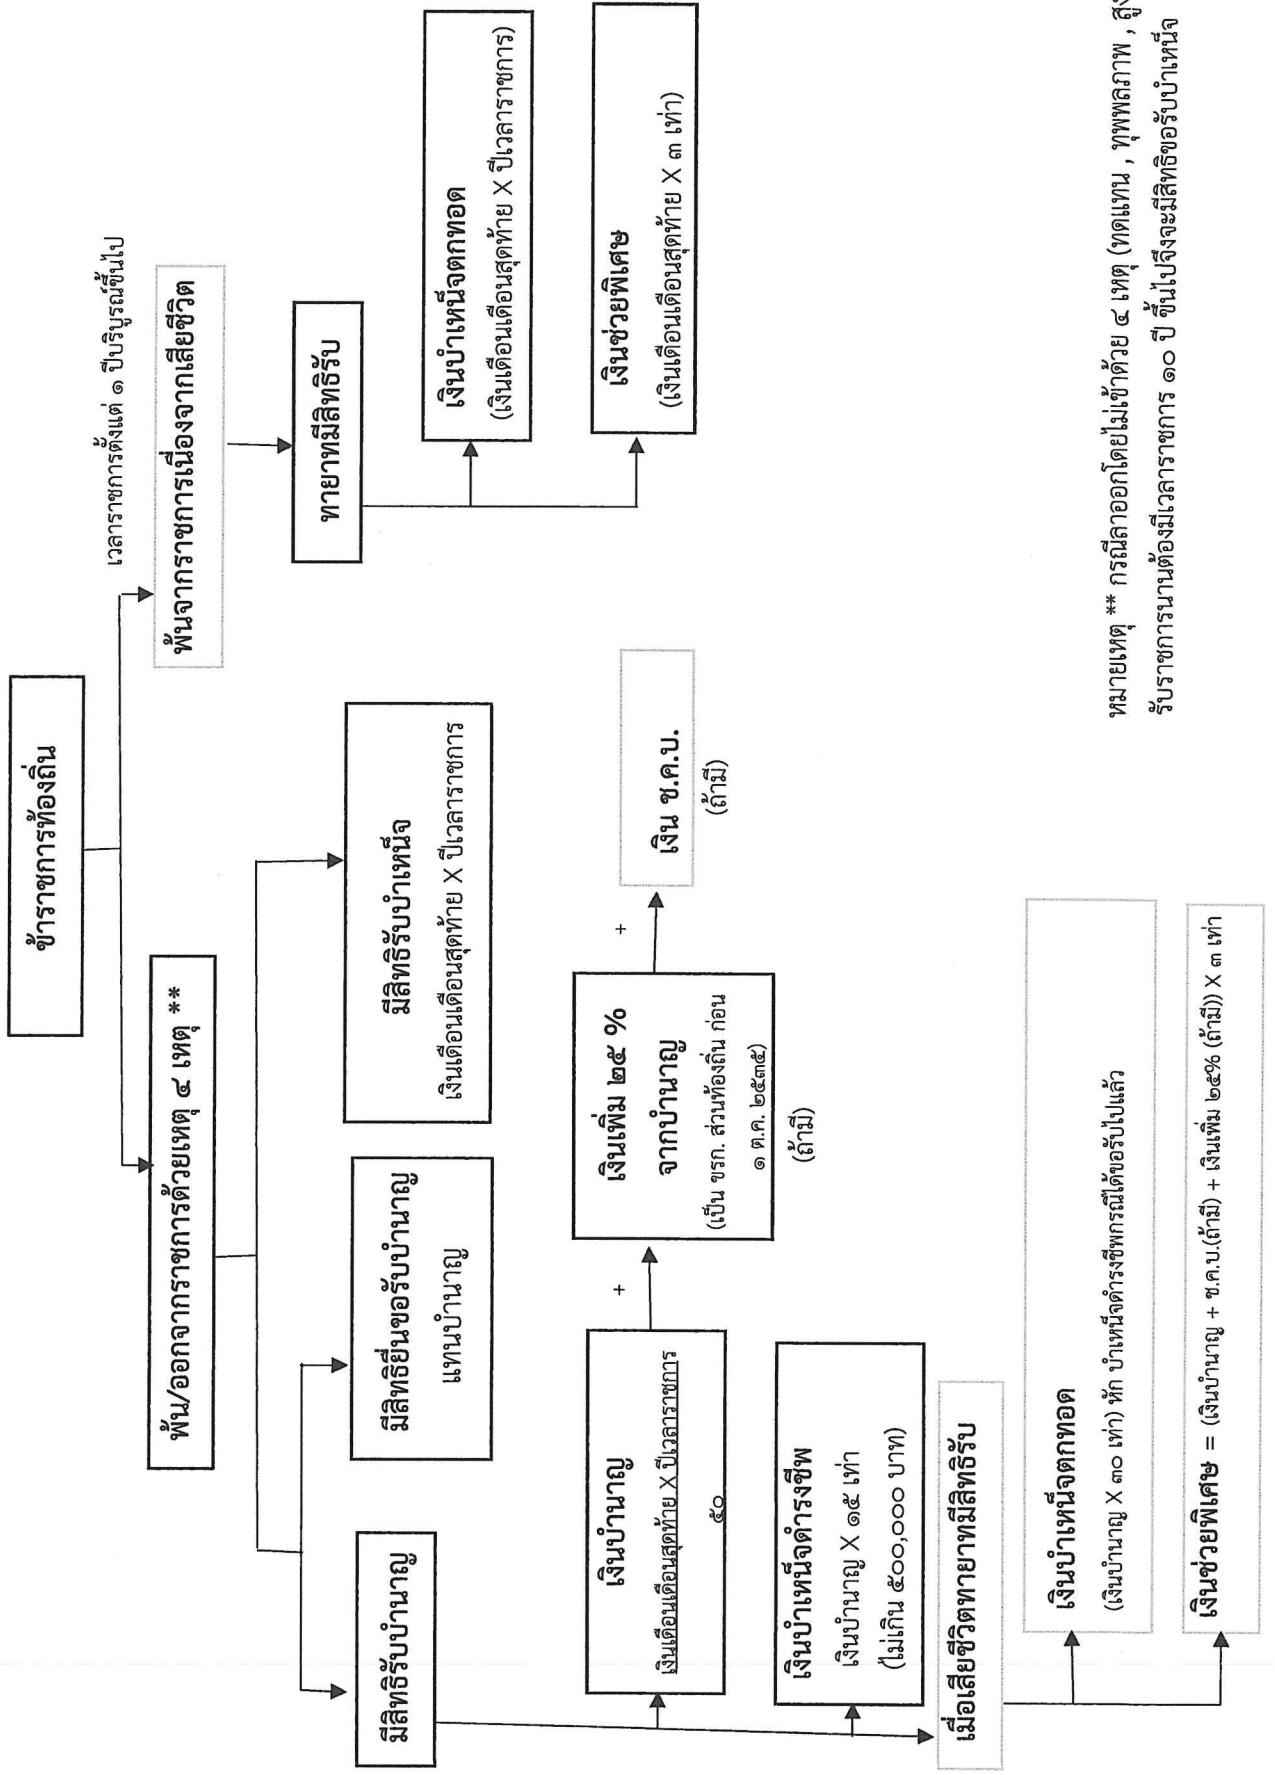 ข้าราชการท้องถิ่น
พ้น/ออกจากราชการด้วยเหตุ ๔ เหตุ **
เวลาราชการตั้งแต่ ๑ ปีบริบูรณ์ขึ้นไป
พ้นจากราชการเนื่องจากเสียชีวิต
มีสิทธิรับบำนาญ
มีสิทธิยื่นขอรับบำนาญ
แทนบำนาญ
มีสิทธิรับบำเหน็จ
เงินเดือนเดือนสุดท้าย X ปีเวลาราชการ
ทายาทมีสิทธิรับ
เงินบำเหน็จตกทอด
(เงินเดือนเดือนสุดท้าย X ปีเวลาราชการ)
เงินช่วยพิเศษ
(เงินเดือนเดือนสุดท้าย X ๓ เท่า)
เงินบำนาญ
เงินเดือนเดือนสุดท้าย X ปีเวลาราชการ
๕๐
+
เงินเพิ่ม ๒๕ %
จากบำนาญ
(เป็น ขรก. ส่วนท้องถิ่น ก่อน
๑ ต.ค. ๒๕๓๕)
(ถ้ามี)
+
เงิน ช.ค.บ.
(ถ้ามี)
เงินบำเหน็จดำรงชีพ
เงินบำนาญ X ๑๕ เท่า
(ไม่เกิน ๕๐๐,๐๐๐ บาท)
เมื่อเสียชีวิตทายาทมีสิทธิรับ
เงินบำเหน็จตกทอด
(เงินบำนาญ X ๓๐ เท่า) หัก บำเหน็จดำรงชีพกรณีได้ขอรับไปแล้ว
เงินช่วยพิเศษ = (เงินบำนาญ + ช.ค.บ.(ถ้ามี) + เงินเพิ่ม ๒๕% (ถ้ามี)) X ๓ เท่า
หมายเหตุ ** กรณีลาออกโดยไม่เข้าด้วย ๔ เหตุ (ทดแทน , ทุพพลภาพ ,
รับราชการนานต้องมีเวลาราชการ ๑๐ ปี ขึ้นไปจึงจะมีสิทธิขอรับบำเหน็จ